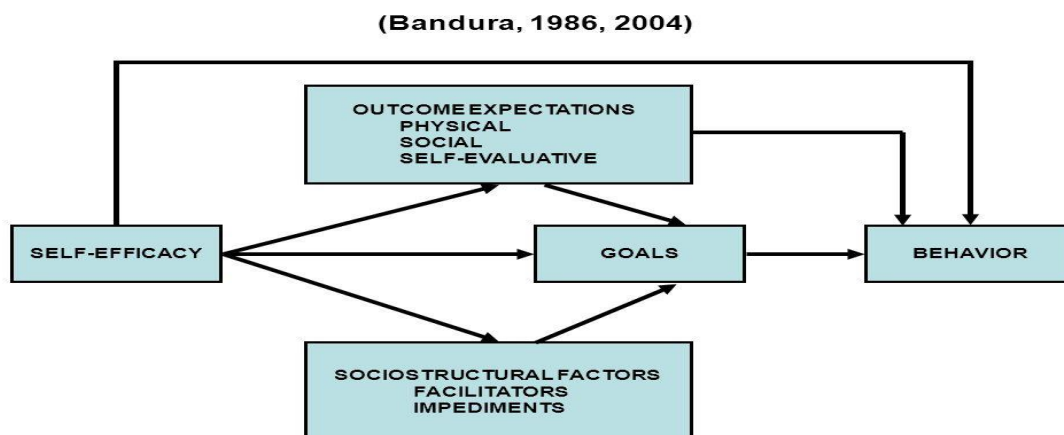 (Bandura, 1986, 2004)
OUTCOME EXPECTATIONS
PHYSICAL
SOCIAL
SELF-EVALUATIVE
SELF-EFFICACY
GOALS
BEHAVIOR
SOCIOSTRUCTURAL FACTORS
FACILITATORS
IMPEDIMENTS